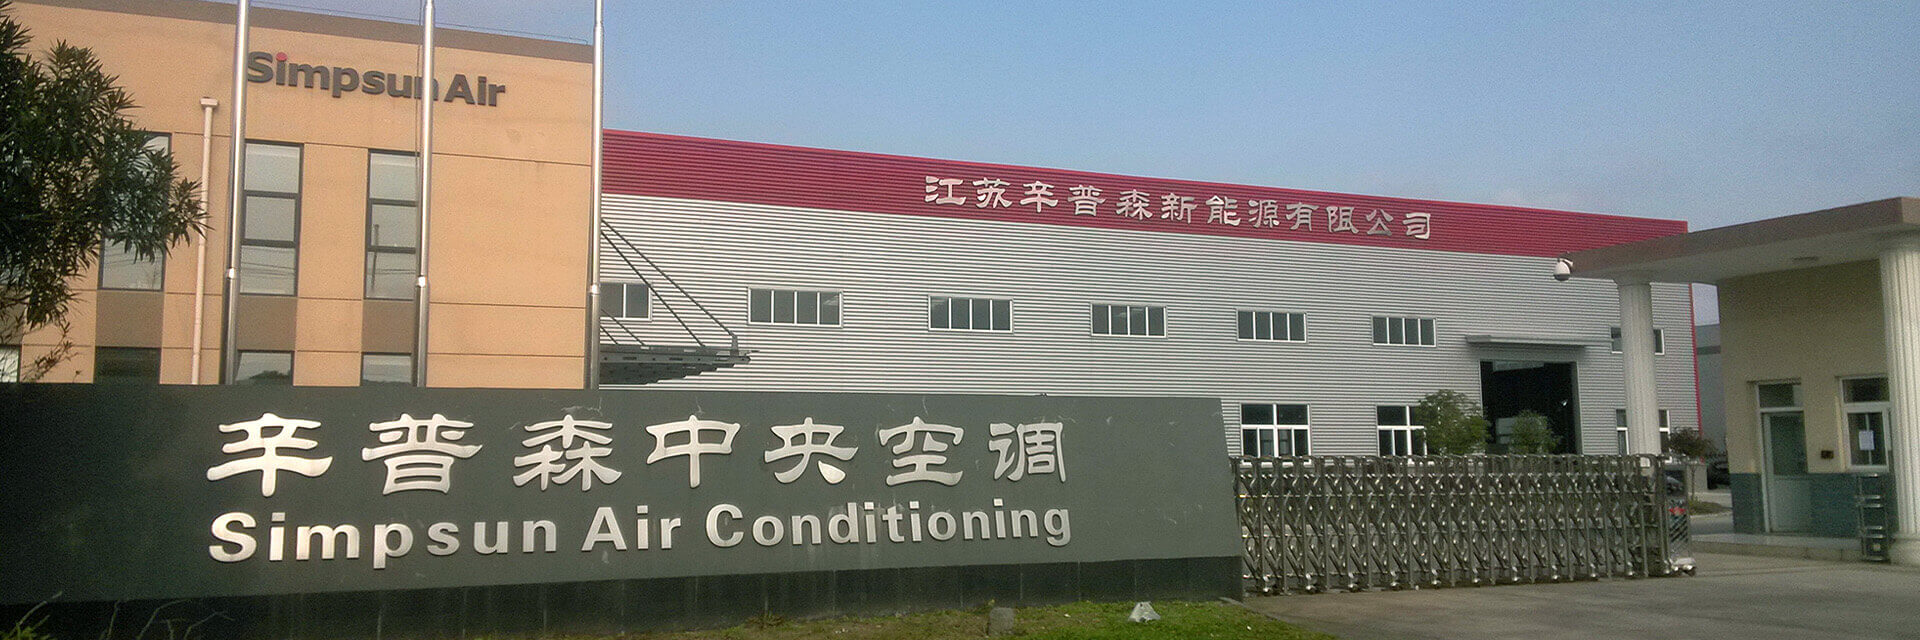 Simpsun Air
江苏辛普森新能源有限公司
辛普森中央空调
Simpsun Air Conditioning